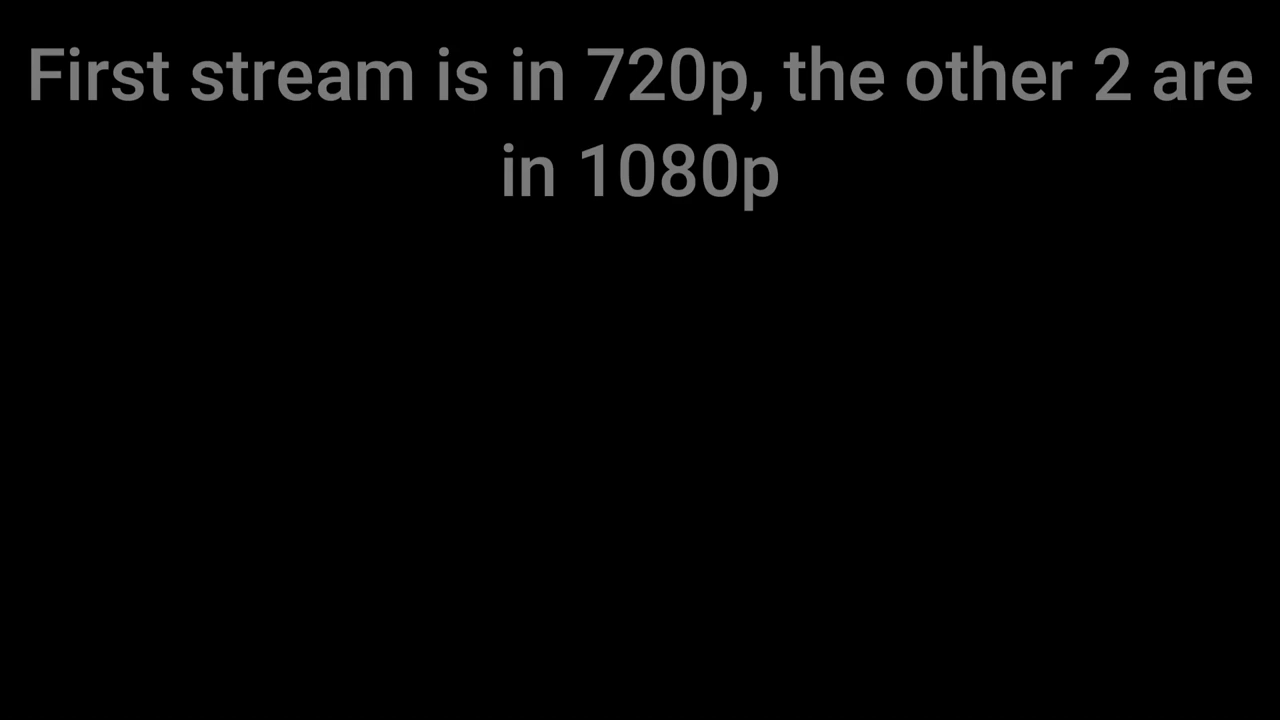 First stream is in 720p, the other 2 are
in 1080p